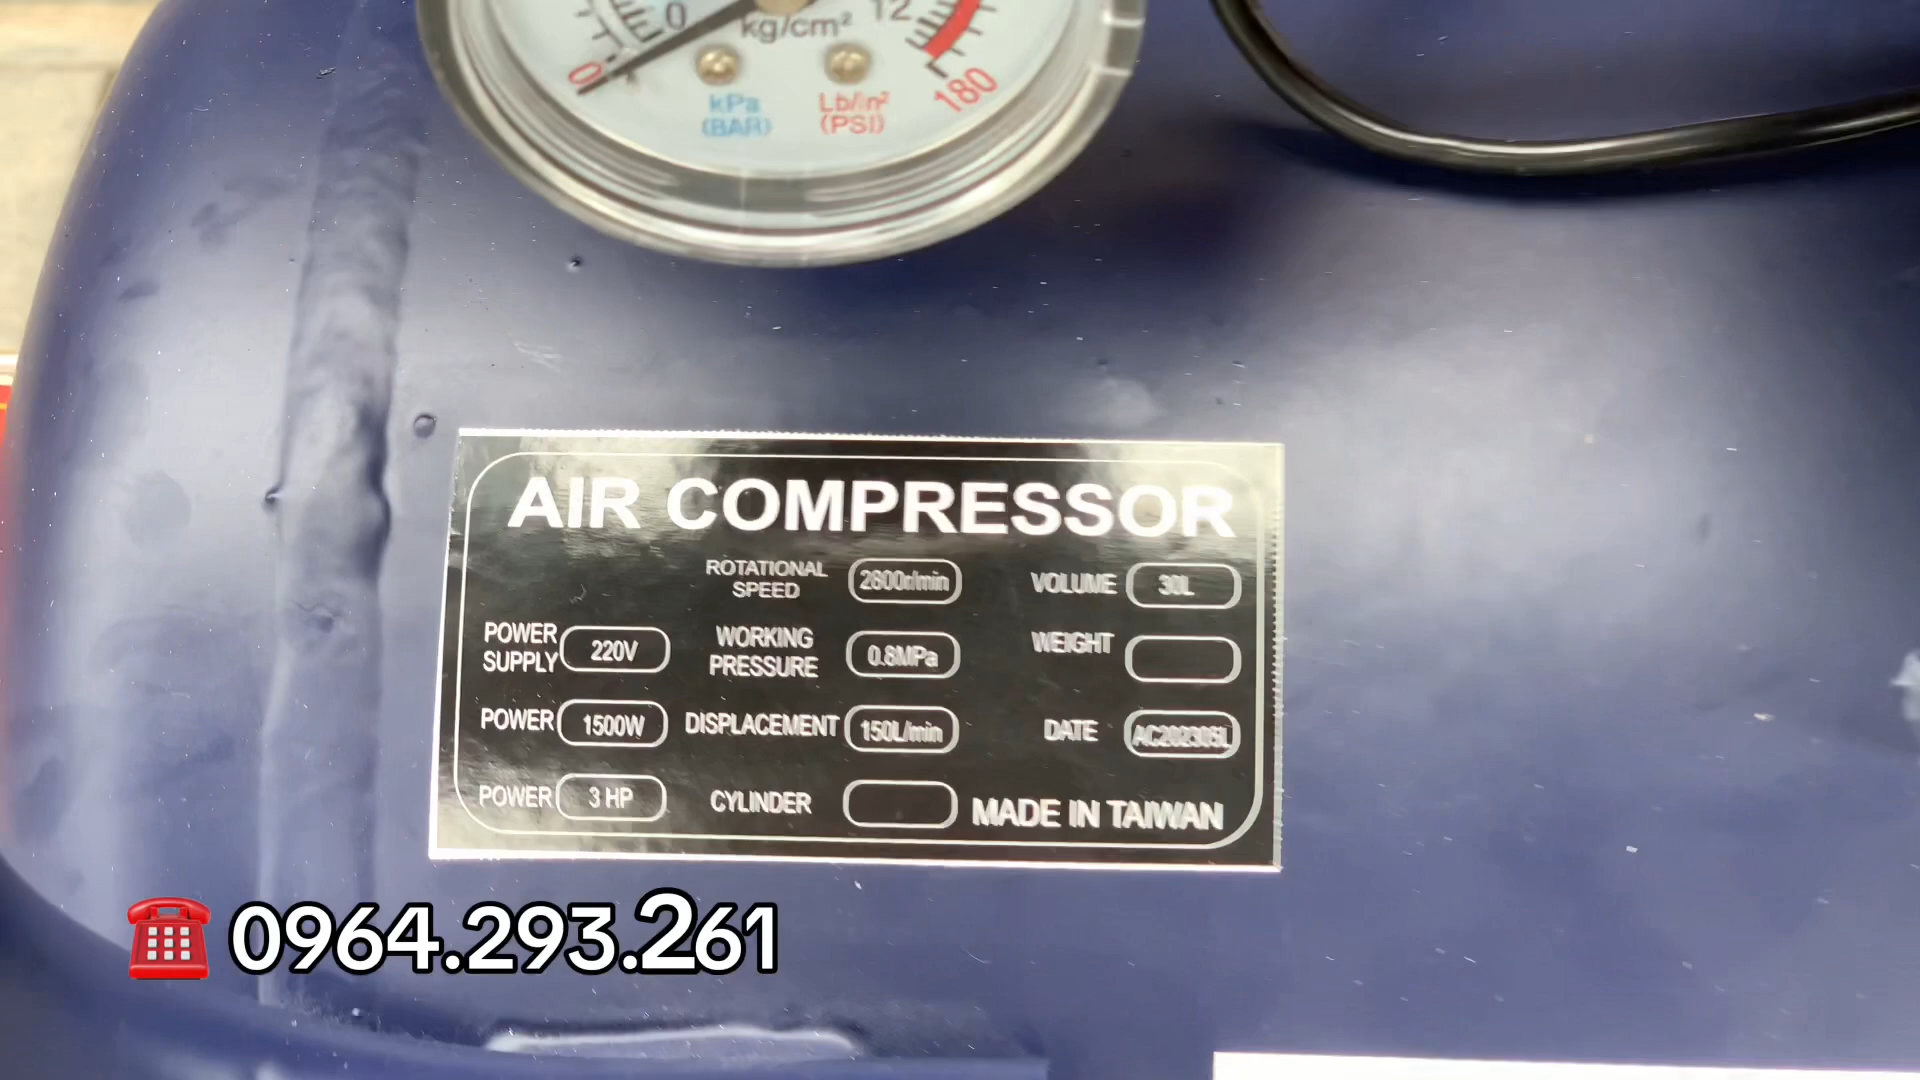 0 12
kg/cm²
0 180
kPa Lb/in²
(BAR) (PSI)
AIR COMPRESSOR
ROTATIONAL SPEED 2800r/min VOLUME 30L
POWER SUPPLY 220V WORKING PRESSURE 0.8MPa WEIGHT
POWER 1500W DISPLACEMENT 150L/min DATE AC202305L
POWER 3 HP CYLINDER MADE IN TAIWAN
☎ 0964.293.261